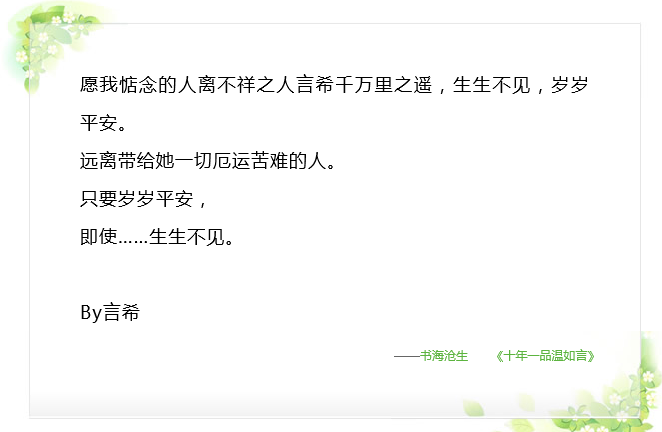 愿我惦念的人离不祥之人言希千万里之遥，生生不见，岁岁
平安。
远离带给她一切厄运苦难的人。
只要岁岁平安，
即使……生生不见。
By言希
——书海沧生 《十年一品温如言》